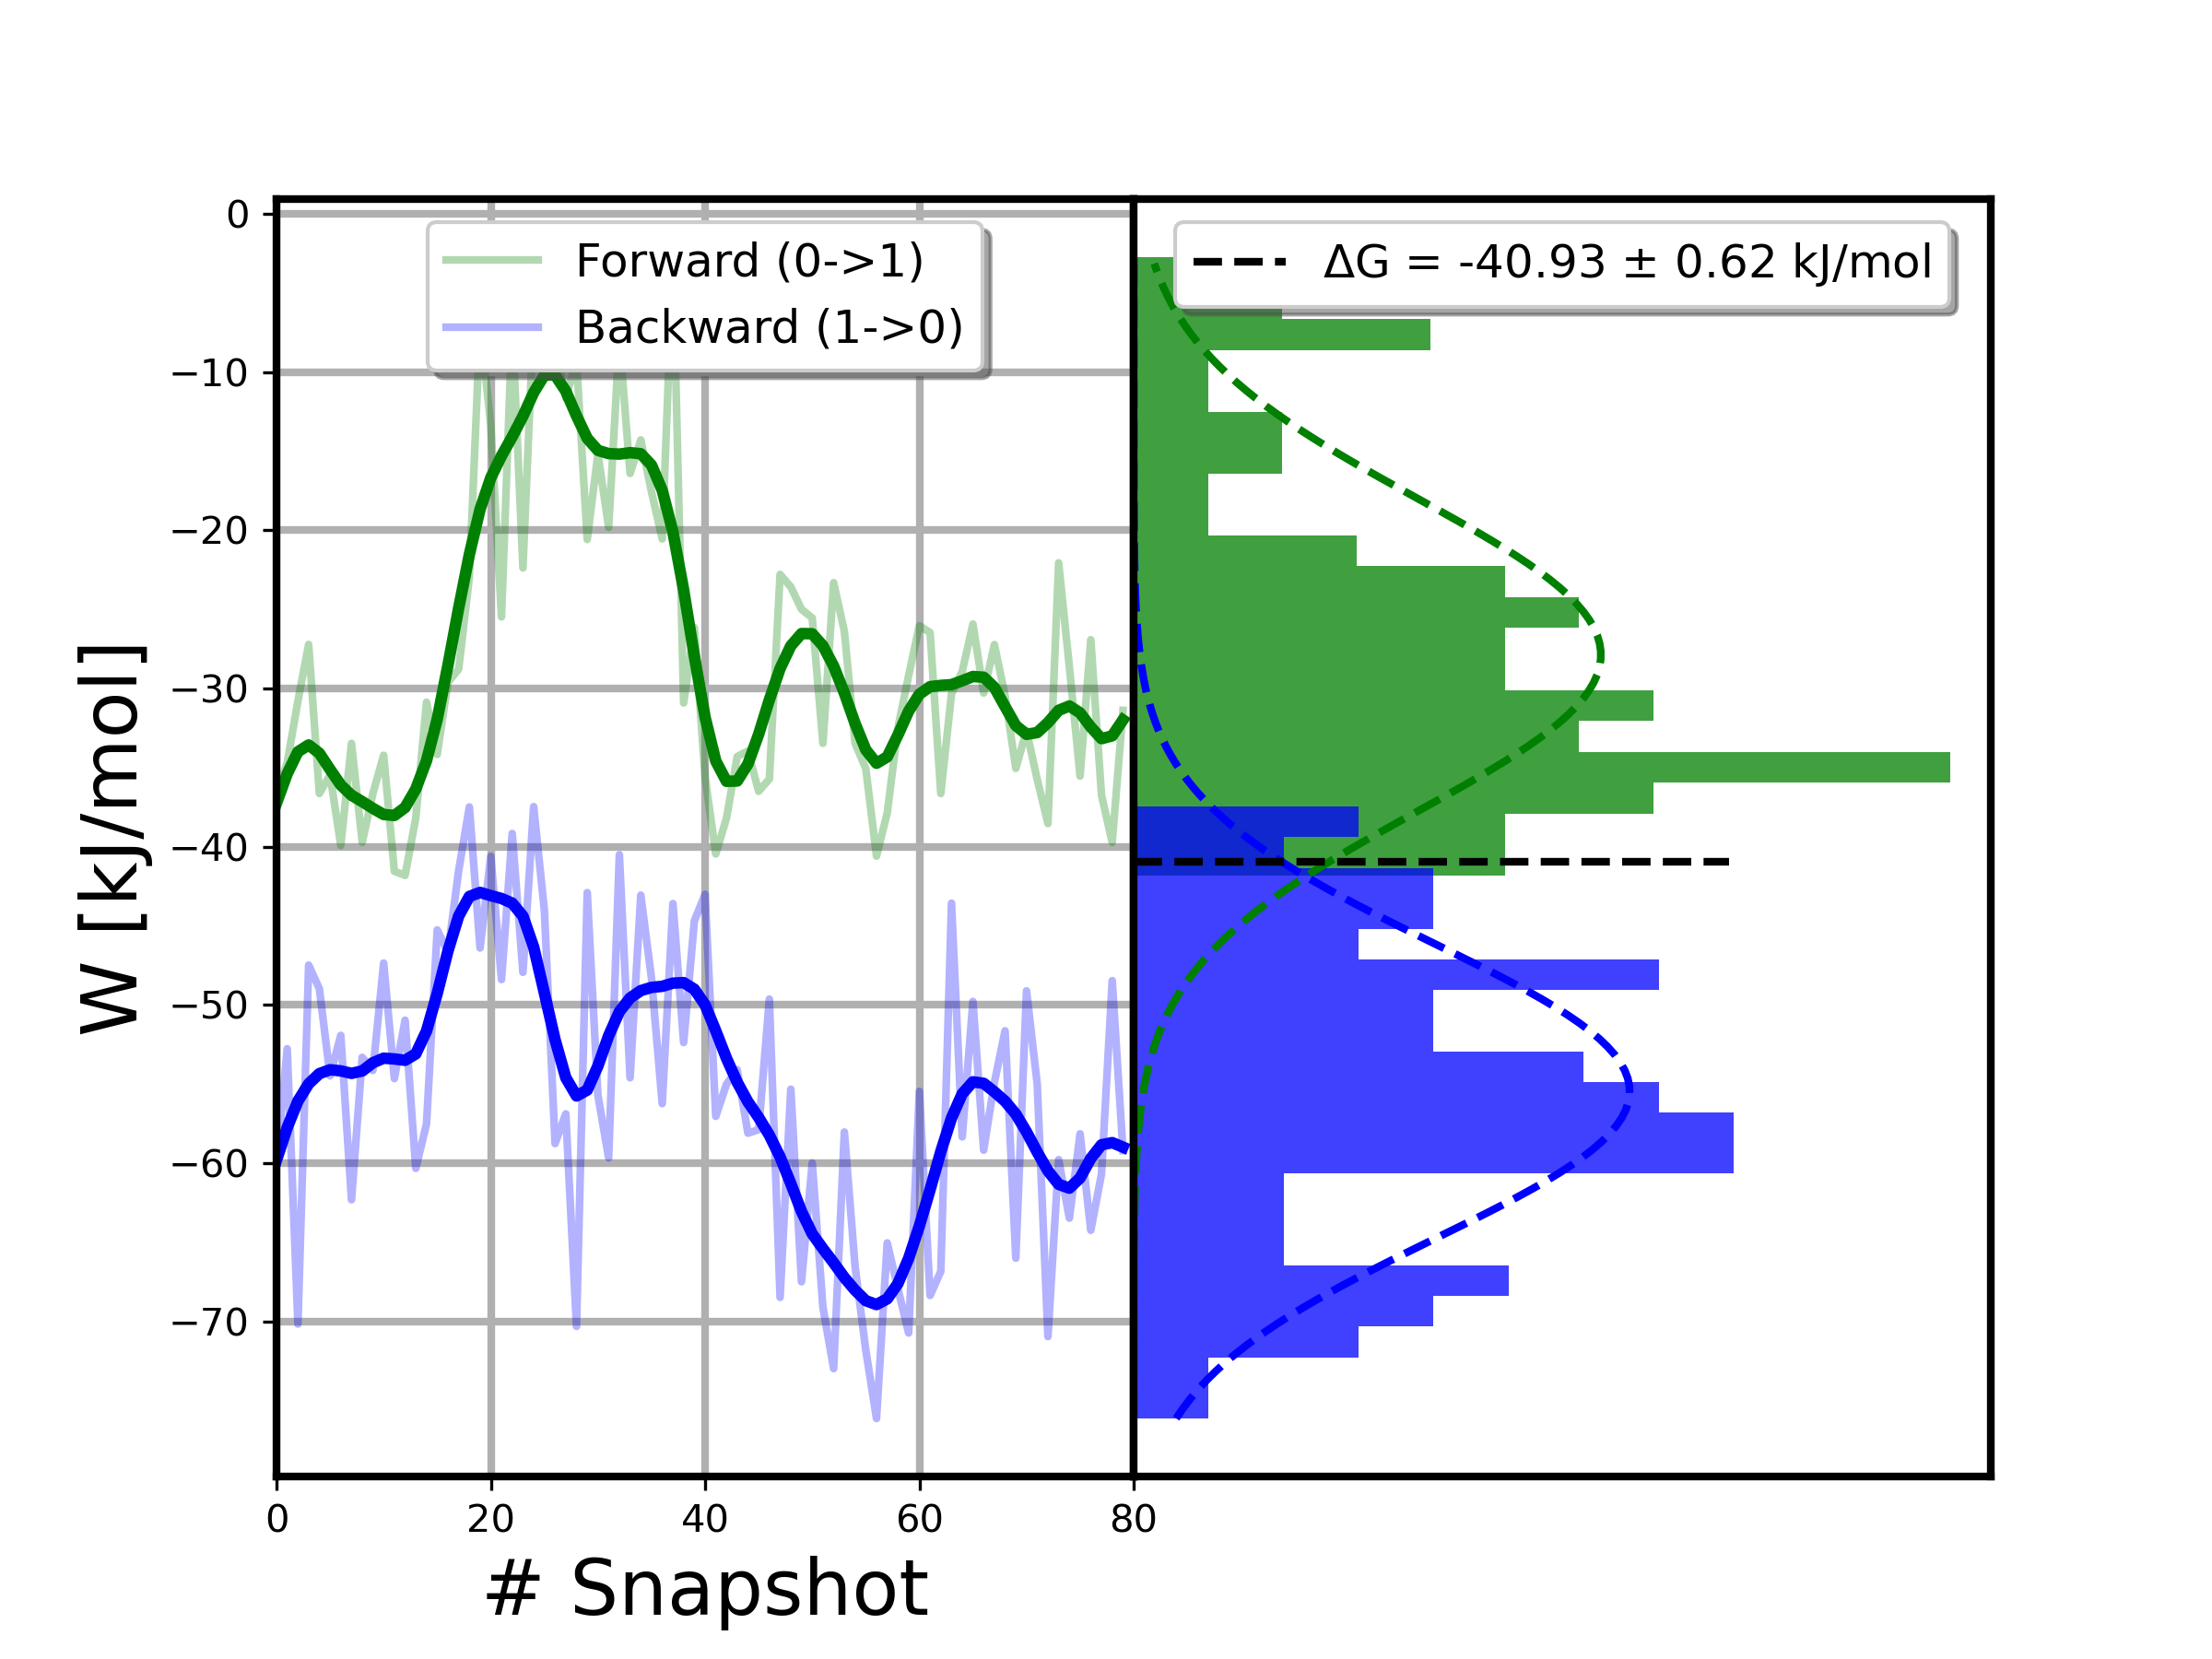 0
−10
−20
−30
−40
−50
−60
−70
W [kJ/mol]
0 20 40 60 80
# Snapshot
Forward (0->1)
Backward (1->0)
ΔG = -40.93 ± 0.62 kJ/mol